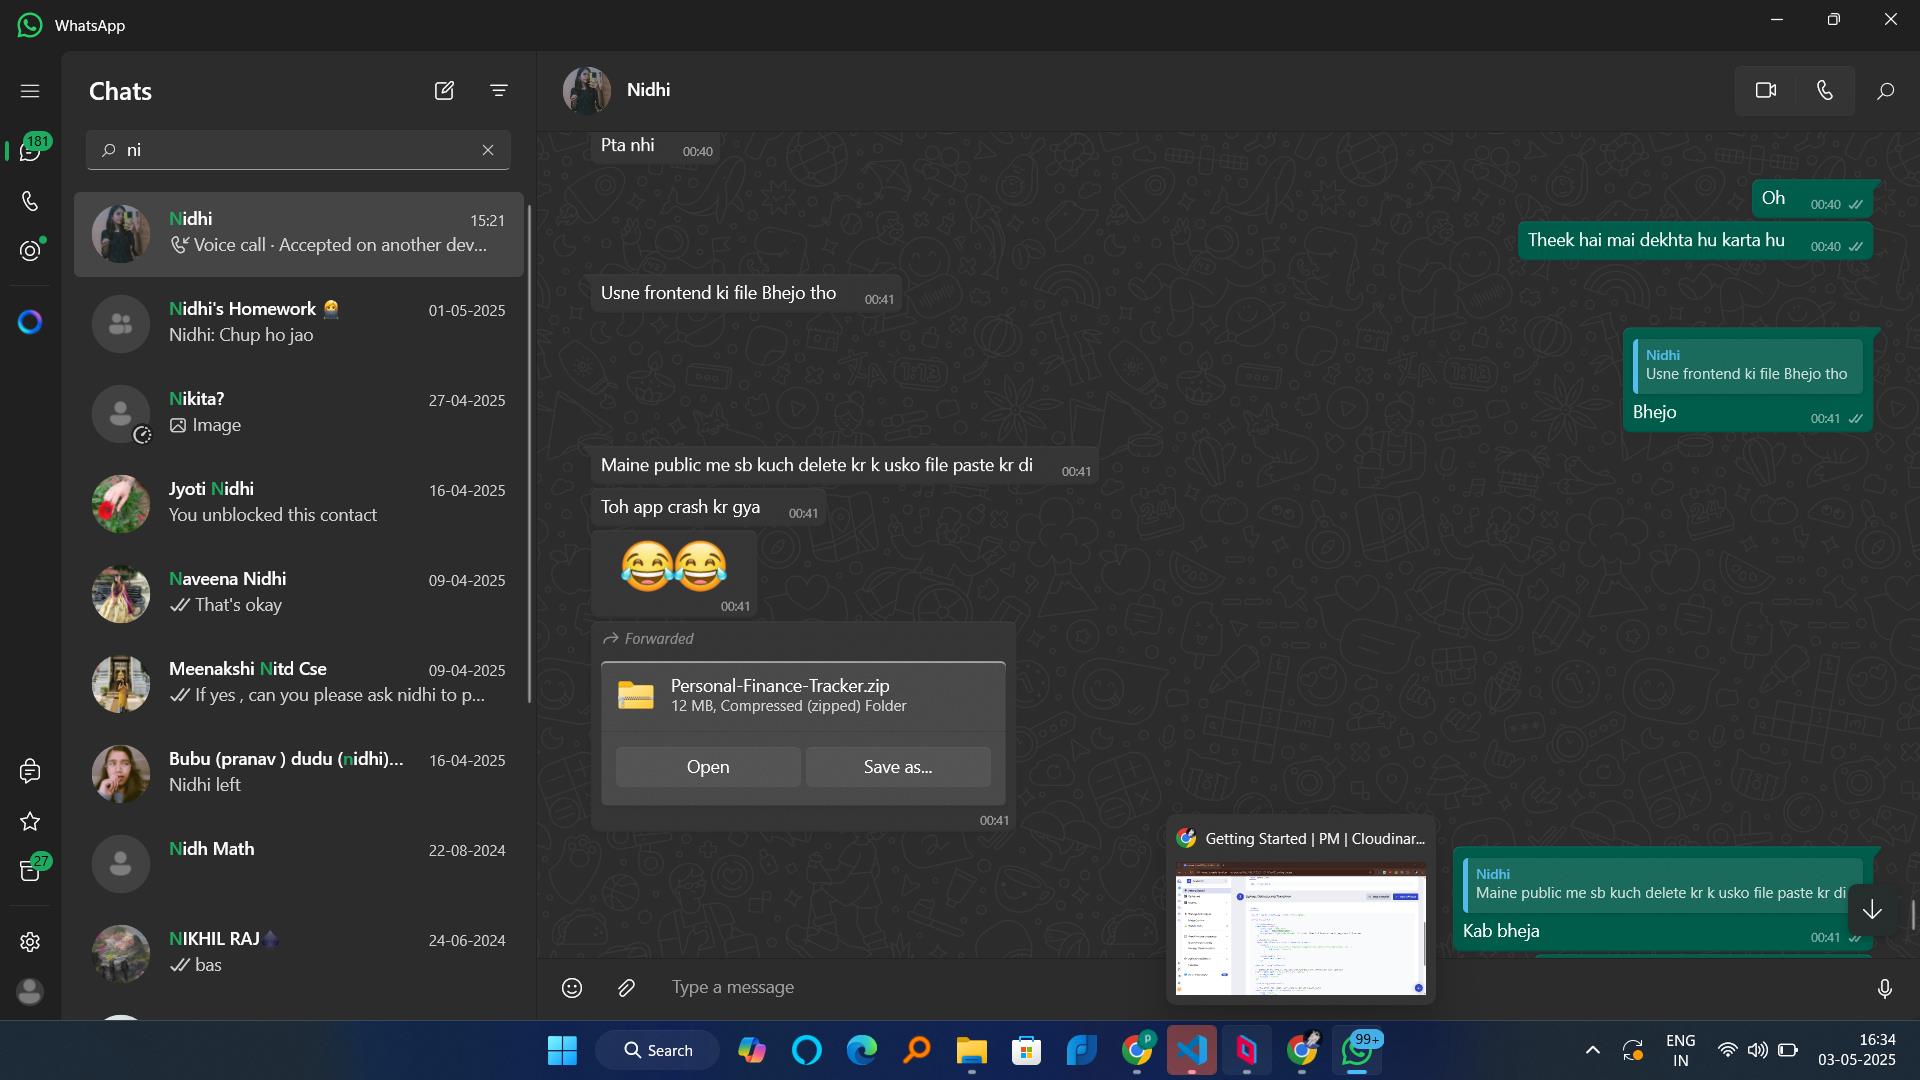 WhatsApp
Chats
181
ni
Nidhi
15:21
Voice call · Accepted on another dev...
Nidhi's Homework
01-05-2025
Nidhi: Chup ho jao
Nikita?
27-04-2025
Image
Jyoti Nidhi
16-04-2025
You unblocked this contact
Naveena Nidhi
09-04-2025
That's okay
Meenakshi Nitd Cse
09-04-2025
If yes , can you please ask nidhi to p...
Bubu (pranav ) dudu (nidhi)...
16-04-2025
Nidhi left
Nidh Math
22-08-2024
27
NIKHIL RAJ
24-06-2024
bas
Nidhi
Pta nhi
00:40
Oh
00:40
Theek hai mai dekhta hu karta hu
00:40
Usne frontend ki file Bhejo tho
00:41
Nidhi
Usne frontend ki file Bhejo tho
Bhejo
00:41
Maine public me sb kuch delete kr k usko file paste kr di
00:41
Toh app crash kr gya
00:41
00:41
Forwarded
Personal-Finance-Tracker.zip
12 MB, Compressed (zipped) Folder
Open
Save as...
00:41
Getting Started | PM | Cloudinar...
Nidhi
Maine public me sb kuch delete kr k usko file paste kr di
Kab bheja
00:41
Type a message
Search
P
99+
ENG
IN
16:34
03-05-2025